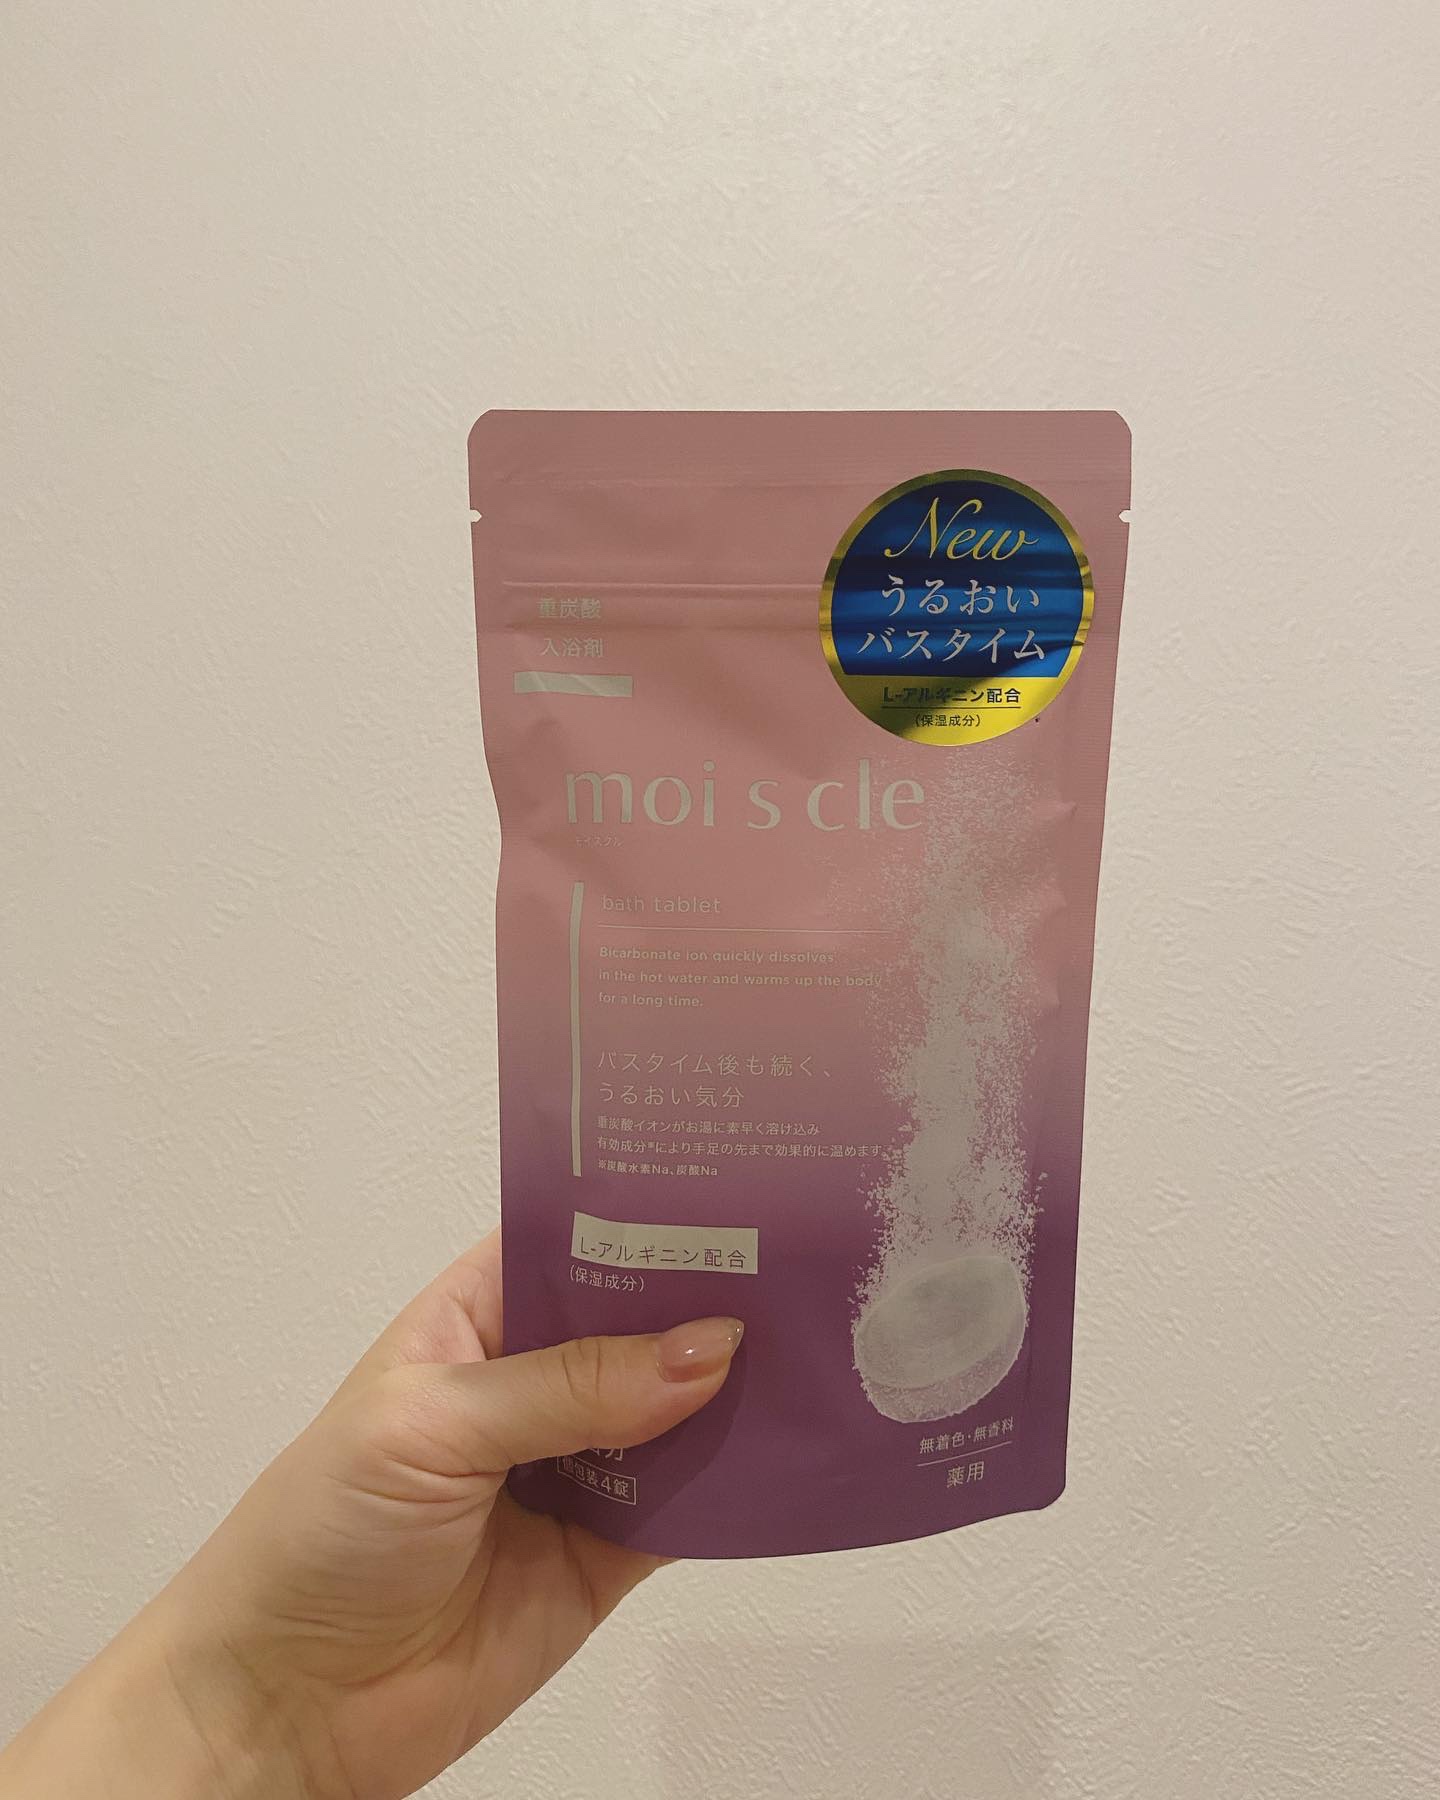 New
うるおい
バスタイム
L-アルギニン配合
(保湿成分)
重炭酸
入浴剤
moi s cle
モイスクル
bath tablet
Bicarbonate ion quickly dissolves
in the hot water and warms up the body
for a long time.
バスタイム後も続く、
うるおい気分
重炭酸イオンがお湯に素早く溶け込み
有効成分※により手足の先まで効果的に温めます。
※炭酸水素Na、炭酸Na
L-アルギニン配合
(保湿成分)
個包装4錠
無着色・無香料
薬用